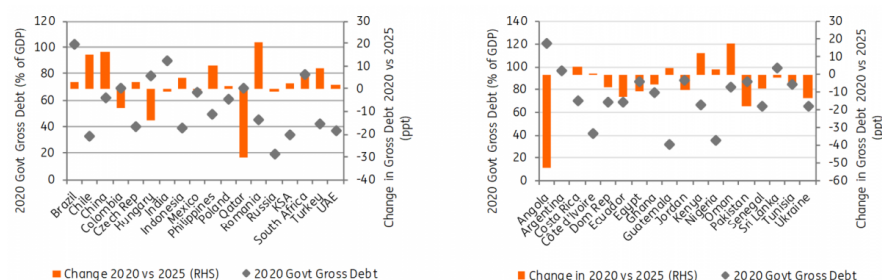 2020 Govt Gross Debt (% of GDP)
120
100
80
60
40
20
0
30
20
10
0
-10
-20
-30
-40
Change in Gross Debt 2020 vs 2025
(ppt)
Brazil
Chile
China
Colombia
Czech Rep
Hungary
India
Indonesia
Mexico
Philippines
Poland
Qatar
Romania
Russia
KSA
South Africa
Turkey
UAE
Change 2020 vs 2025 (RHS)
2020 Govt Gross Debt
2020 Govt Gross Debt (% of GDP)
140
120
100
80
60
40
20
0
30
20
10
0
-10
-20
-30
-40
-50
-60
Change in Gross Debt 2020 vs 2025
(ppt)
Angola
Argentina
Costa Rica
Côte d'Ivoire
Dom Rep
Ecuador
Egypt
Ghana
Guatemala
Jordan
Kenya
Nigeria
Oman
Pakistan
Senegal
Sri Lanka
Tunisia
Ukraine
Change in 2020 vs 2025 (RHS)
2020 Govt Gross Debt